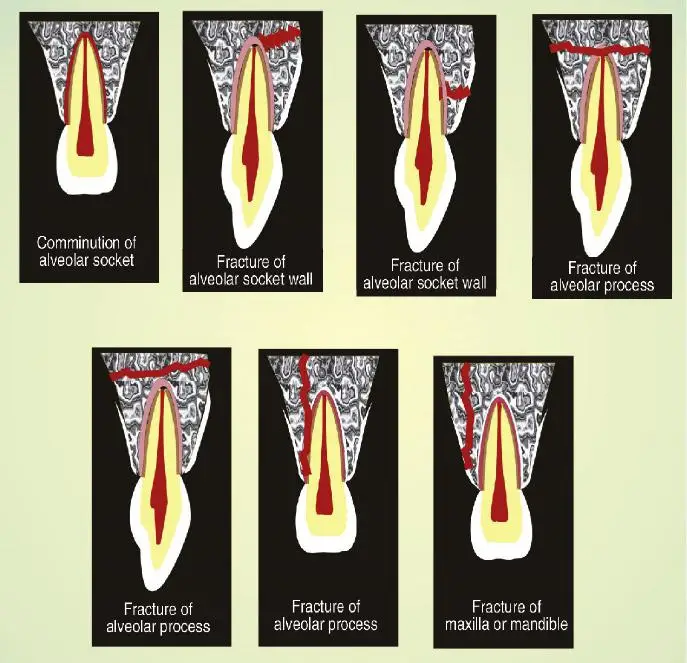 Comminution of
alveolar socket
Fracture of
alveolar socket wall
Fracture of
alveolar socket wall
Fracture of
alveolar process
Fracture of
alveolar process
Fracture of
alveolar process
Fracture of
maxilla or mandible